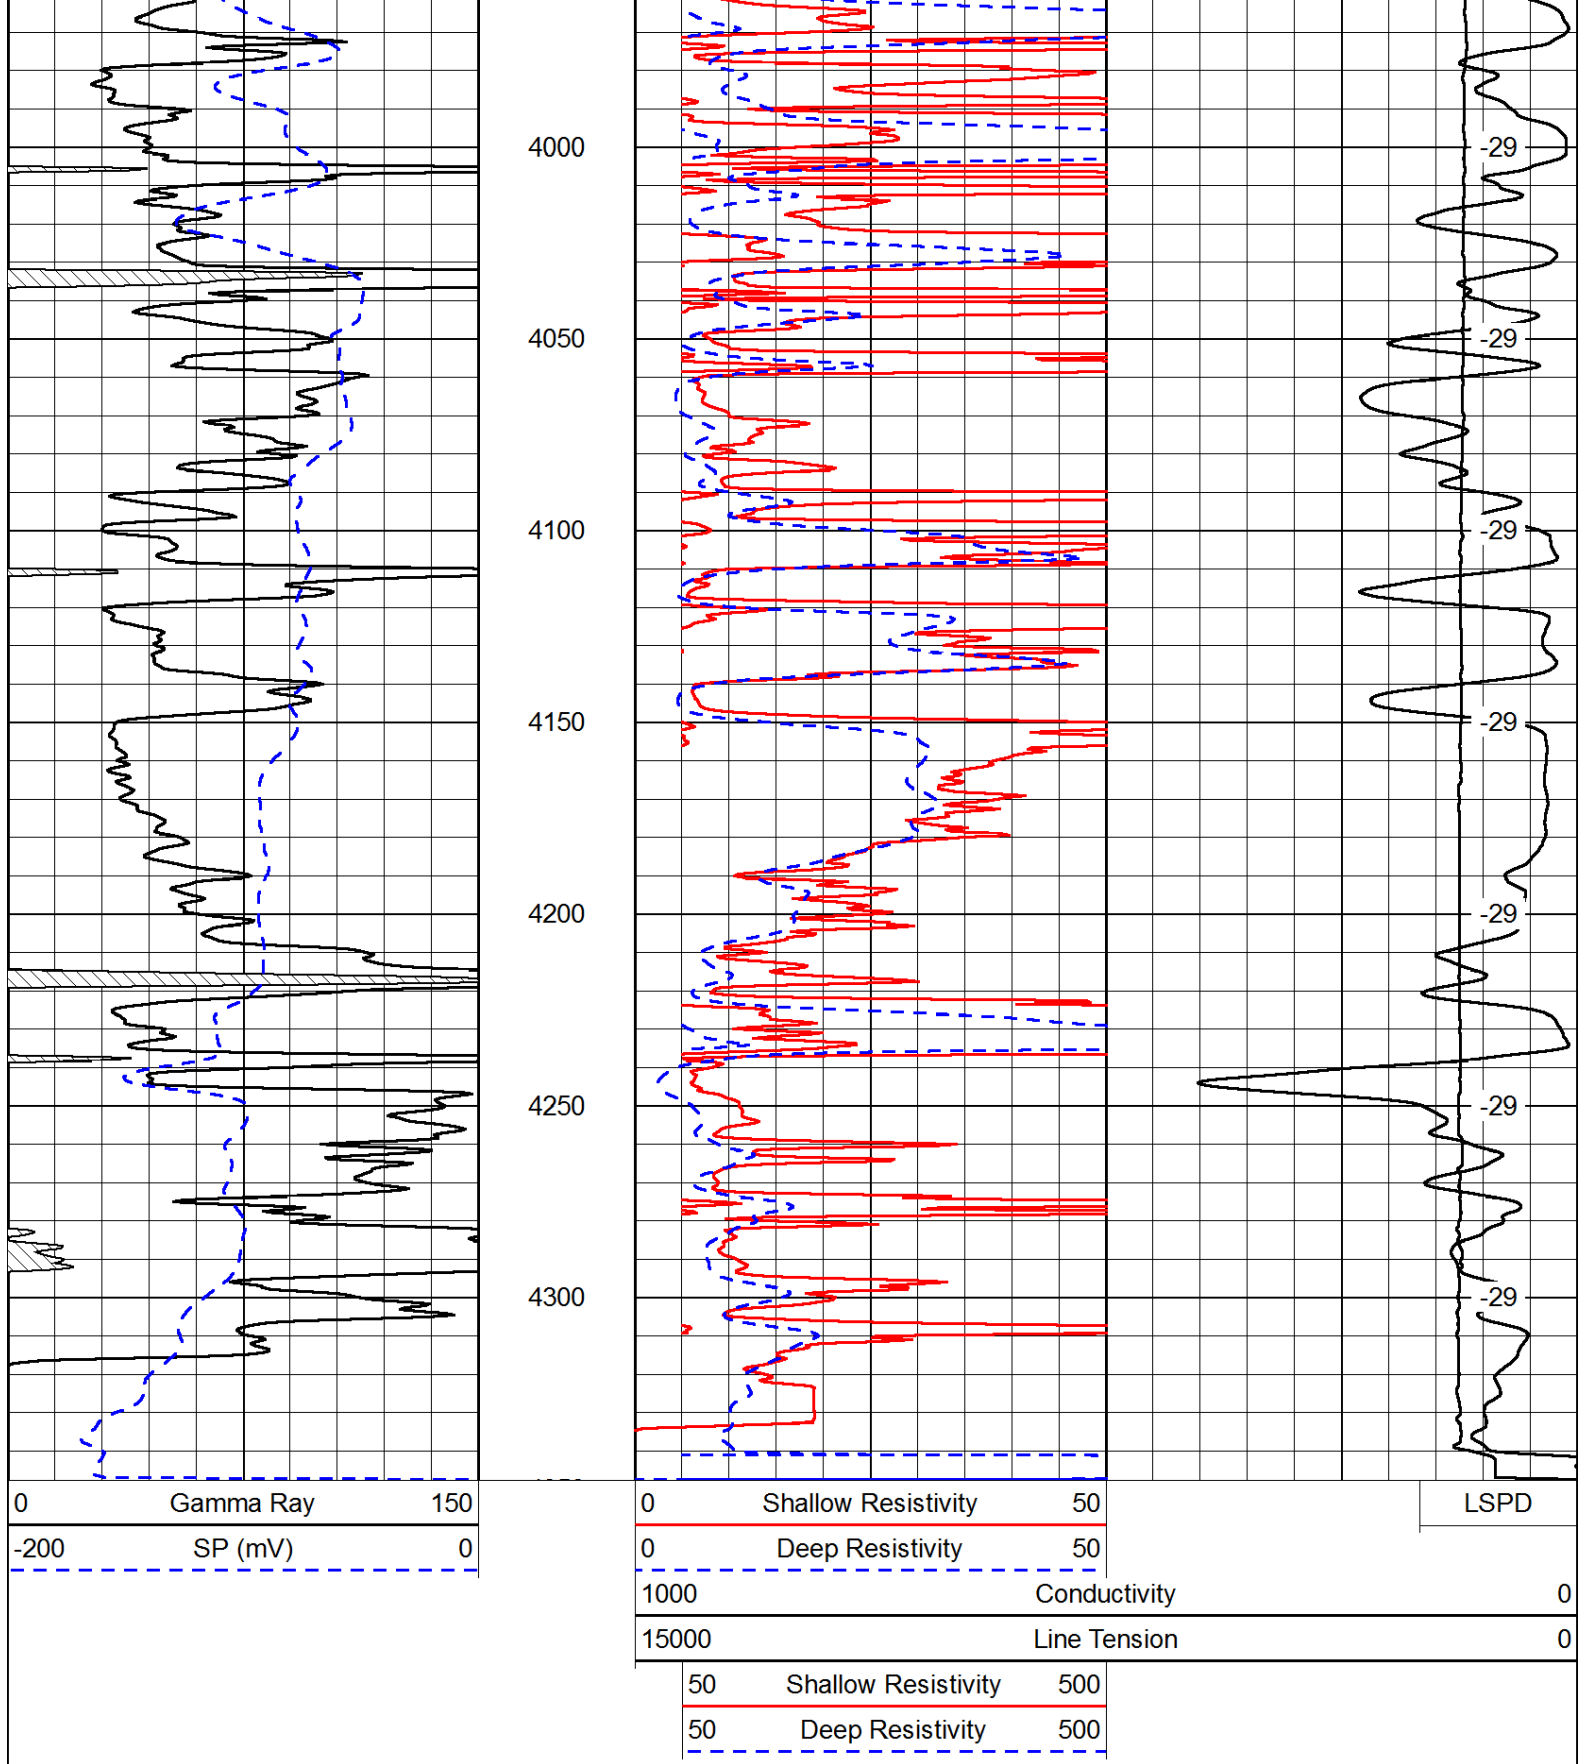 4000 -29
4050 -29
4100 -29
4150 -29
4200 -29
4250 -29
4300 -29
0 Gamma Ray 150
-200 SP (mV) 0
0 Shallow Resistivity 50
0 Deep Resistivity 50
LSPD
1000 Conductivity 0
15000 Line Tension 0
50 Shallow Resistivity 500
50 Deep Resistivity 500